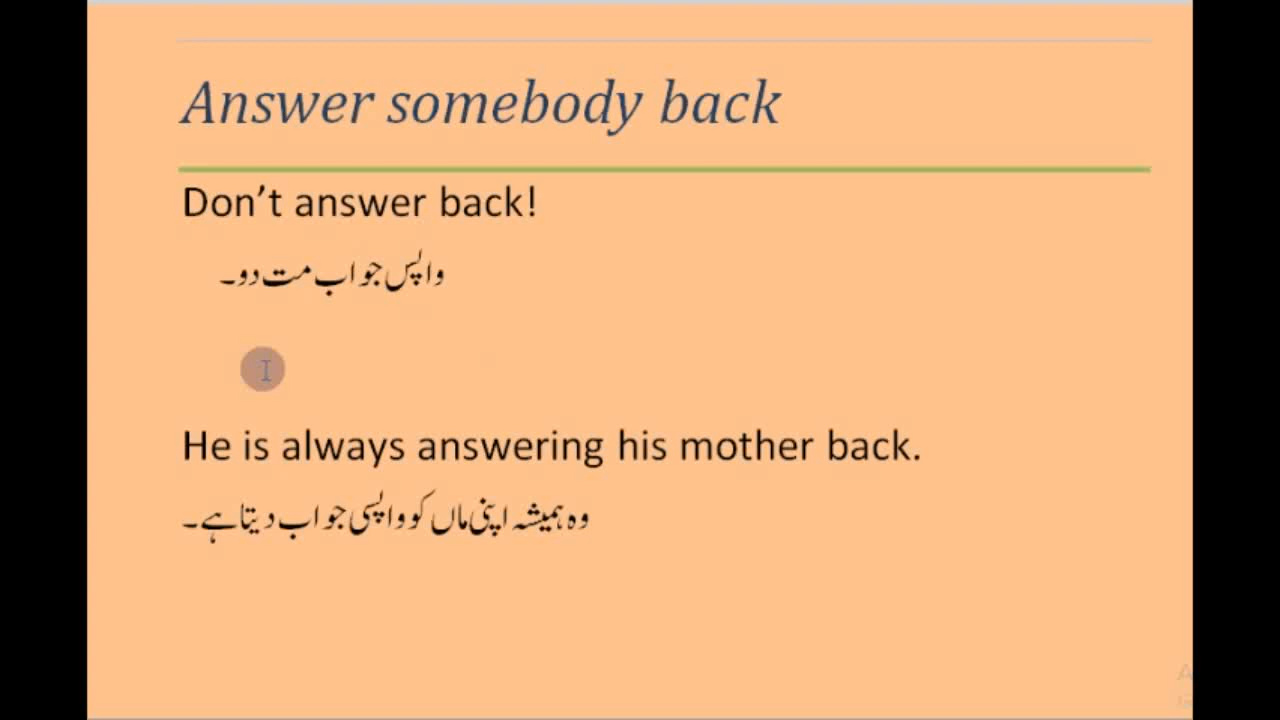 Answer somebody back
Don’t answer back!
واپس جواب مت دو۔
He is always answering his mother back.
وہ ہمیشہ اپنی ماں کو واپسی جواب دیتا ہے۔